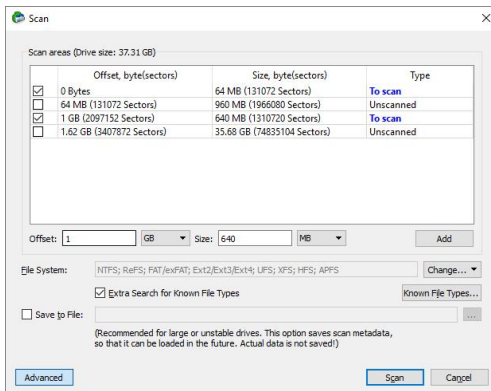 Scan
Scan areas (Drive size: 37.31 GB)
Offset, byte(sectors) Size, byte(sectors) Type
0 Bytes 64 MB (131072 Sectors) To scan
64 MB (131072 Sectors) 960 MB (1966080 Sectors) Unscanned
1 GB (2097152 Sectors) 640 MB (1310720 Sectors) To scan
1.62 GB (3407872 Sectors) 35.68 GB (74835104 Sectors) Unscanned
Offset: 1 GB Size: 640 MB Add
File System: NTFS; ReFS; FAT/exFAT; Ext2/Ext3/Ext4; UFS; XFS; HFS; APFS Change...
Extra Search for Known File Types Known File Types...
Save to File: ...
(Recommended for large or unstable drives. This option saves scan metadata,
so that it can be loaded in the future. Actual data is not saved!)
Advanced Scan Cancel